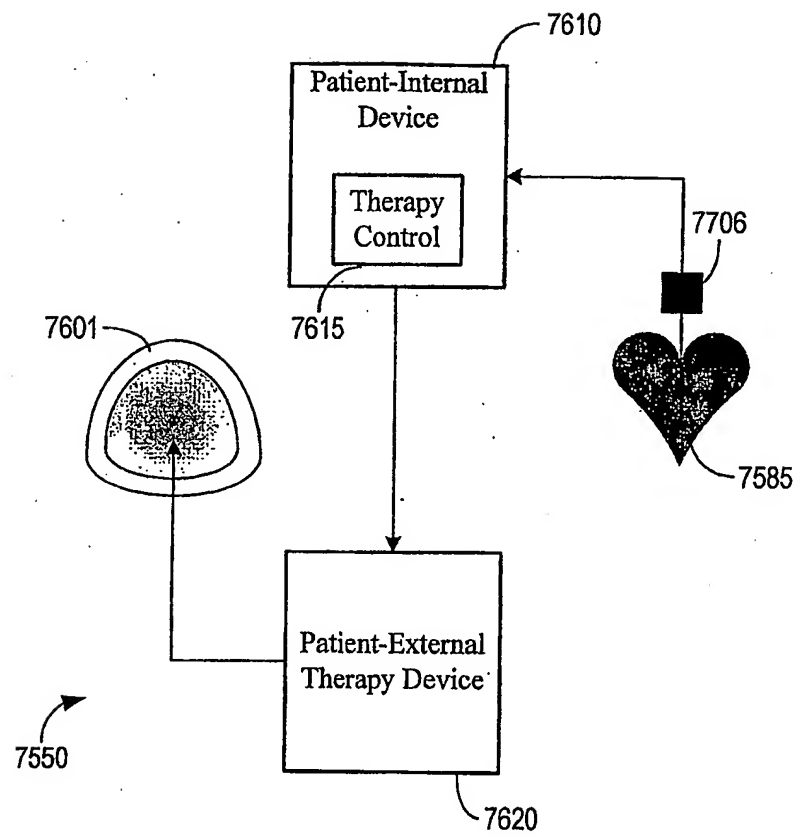 7610
Patient-Internal
Device
Therapy
Control
7615
7706
7601
7585
Patient-External
Therapy Device
7550
7620